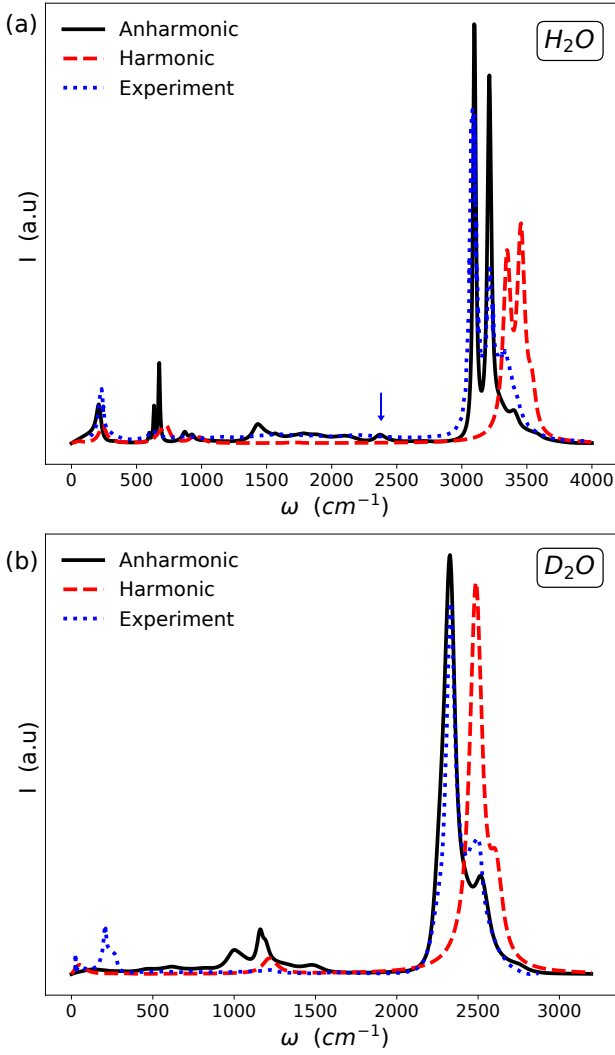 (a)
Anharmonic
Harmonic
Experiment
H₂O
I (a.u)
0 500 1000 1500 2000 2500 3000 3500 4000
ω (cm⁻¹)
(b)
Anharmonic
Harmonic
Experiment
D₂O
I (a.u)
0 500 1000 1500 2000 2500 3000
ω (cm⁻¹)